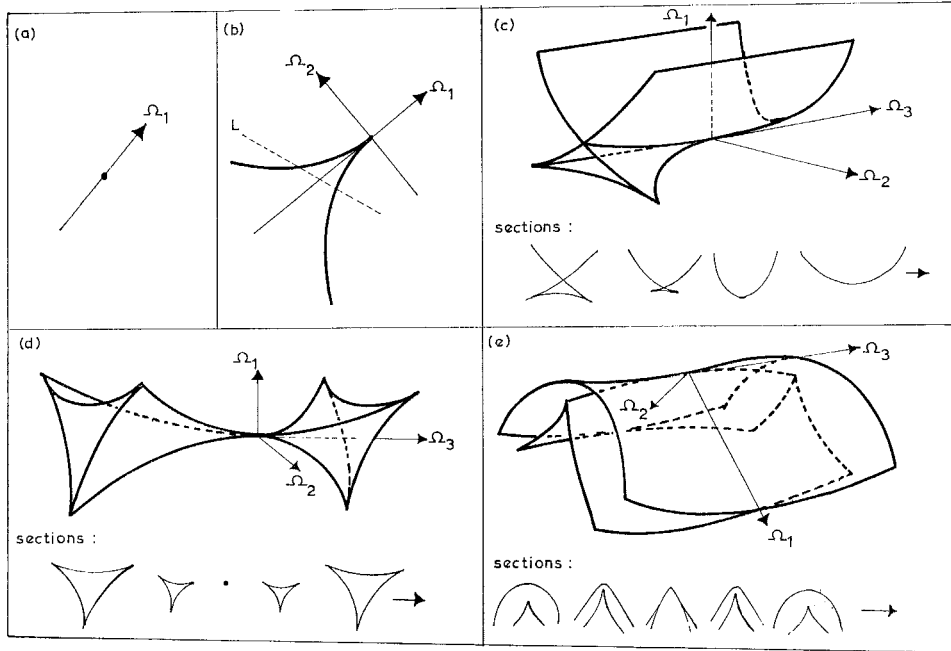 (a)
Ω₁
(b)
Ω₂
Ω₁
L
(c)
Ω₁
Ω₃
Ω₂
sections :
(d)
Ω₁
Ω₃
Ω₂
sections :
(e)
Ω₃
Ω₂
Ω₁
sections: